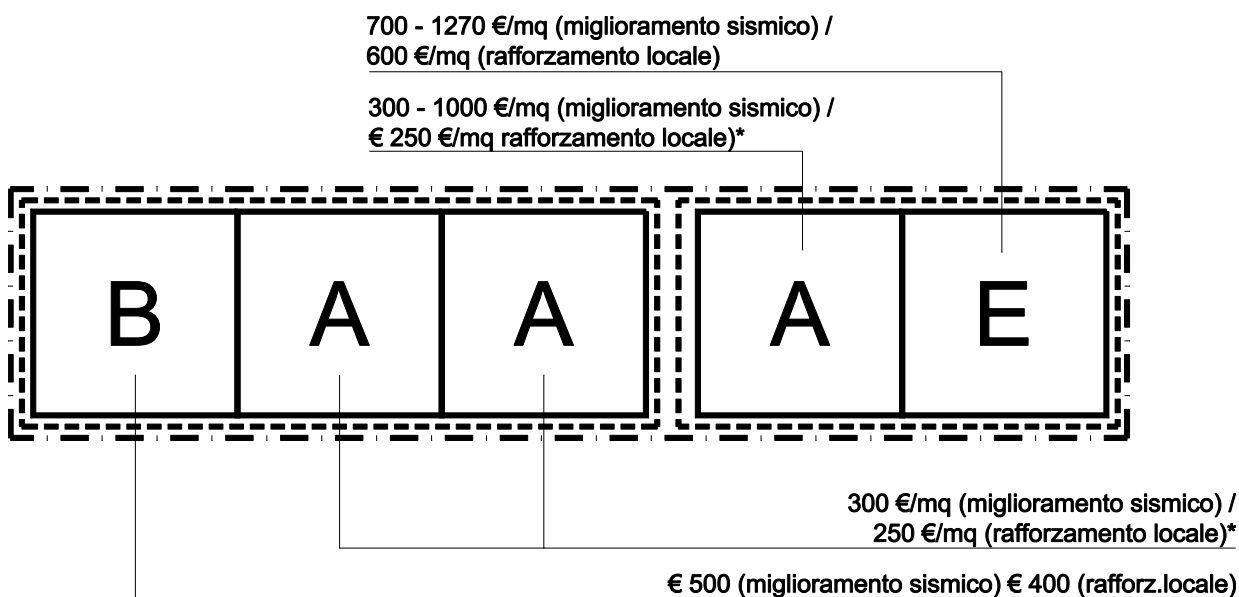 700 - 1270 €/mq (miglioramento sismico) /
600 €/mq (rafforzamento locale)
300 - 1000 €/mq (miglioramento sismico) /
€ 250 €/mq rafforzamento locale)*
B A A A E
300 €/mq (miglioramento sismico) /
250 €/mq (rafforzamento locale)*
€ 500 (miglioramento sismico) € 400 (rafforz.locale)